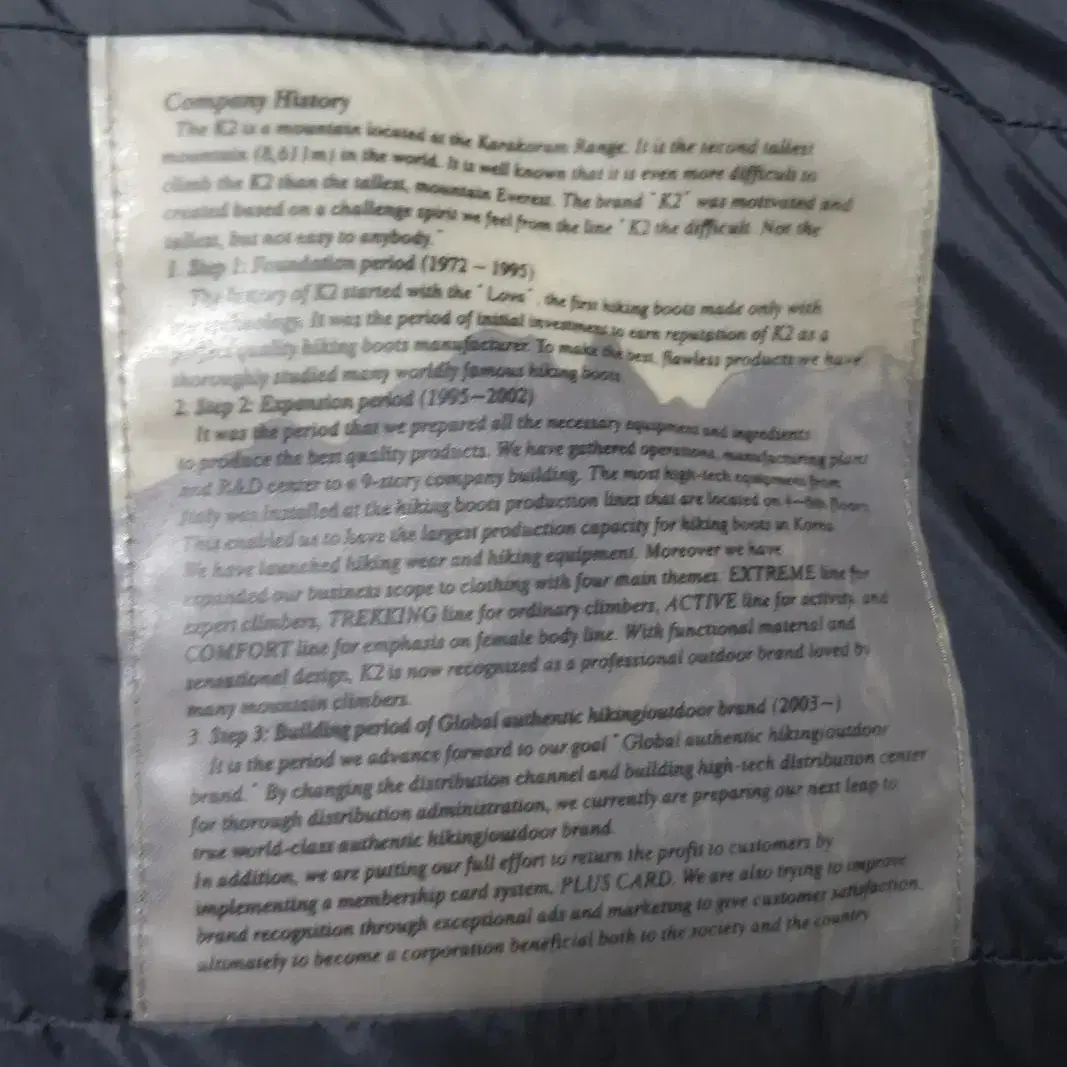 Company History
The K2 is a mountain located at the Karakorum Range. It is the second tallest
mountain (8,611m) in the world. It is well known that it is even more difficult to
climb the K2 than the tallest, mountain Everest. The brand "K2" was motivated and
created based on a challenge spirit we feel from the line "K2 the difficult. Not the
tallest, but not easy to anybody."
1. Step 1: Foundation period (1972 - 1995)
The history of K2 started with the "Lova", the first hiking boots made only with
technology. It was the period of initial investment to earn reputation of K2 as a
perfect quality hiking boots manufacturer. To make the best, flawless products we have
thoroughly studied many worldly famous hiking boots
2. Step 2: Expansion period (1995-2002)
It was the period that we prepared all the necessary equipment and ingredients
to produce the best quality products. We have gathered operations, manufacturing plant
and R&D center to a 9-story company building. The most high-tech equipment from
Italy was installed at the hiking boots production lines that are located on floors.
This enabled us to have the largest production capacity for hiking boots in Korea.
We have launched hiking wear and hiking equipment. Moreover we have
expanded our business scope to clothing with four main themes: EXTREME line for
expert climbers, TREKKING line for ordinary climbers, ACTIVE line for activity, and
COMFORT line for emphasis on female body line. With functional material and
sensational design, K2 is now recognized as a professional outdoor brand loved by
many mountain climbers.
3. Step 3: Building period of Global authentic hiking/outdoor brand (2003-)
It is the period we advance forward to our goal "Global authentic hiking/outdoor
brand." By changing the distribution channel and building high-tech distribution center
for thorough distribution administration, we currently are preparing our next leap to
true world-class authentic hiking/outdoor brand.
In addition, we are putting our full effort to return the profit to customers by
implementing a membership card system, PLUS CARD. We are also trying to improve
brand recognition through exceptional ads and marketing to give customer satisfaction,
ultimately to become a corporation beneficial both to the society and the country